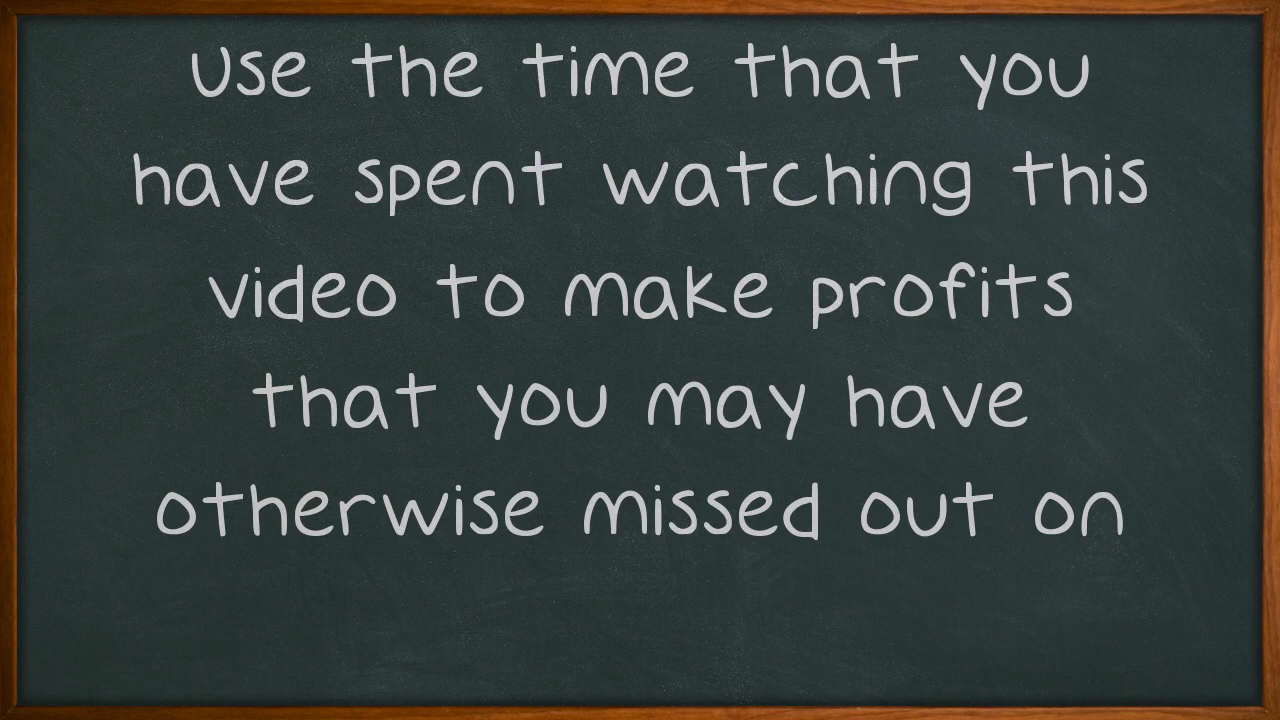 Use the time that you
have spent watching this
video to make profits
that you may have
otherwise missed out on